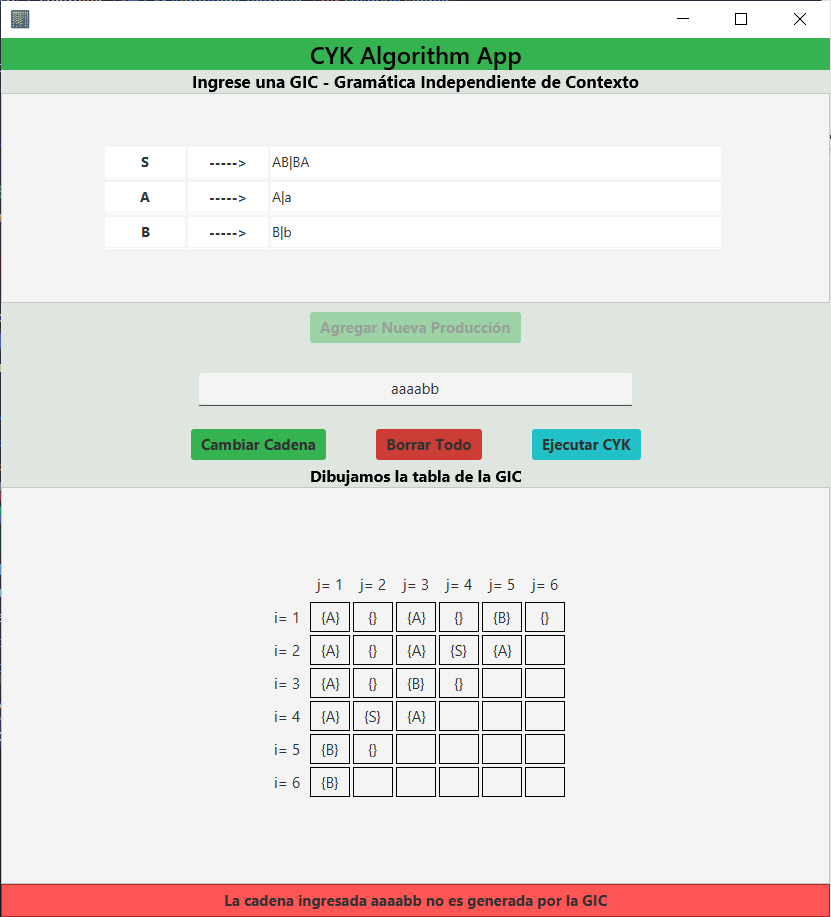 CYK Algorithm App
Ingrese una GIC - Gramática Independiente de Contexto
S -----> AB|BA
A -----> A|a
B -----> B|b
Agregar Nueva Producción
aaaabb
Cambiar Cadena Borrar Todo Ejecutar CYK
Dibujamos la tabla de la GIC
j= 1 j= 2 j= 3 j= 4 j= 5 j= 6
i= 1 {A} {} {A} {} {B} {}
i= 2 {A} {} {A} {S} {A}
i= 3 {A} {} {B} {}
i= 4 {A} {S} {A}
i= 5 {B} {}
i= 6 {B}
La cadena ingresada aaaabb no es generada por la GIC